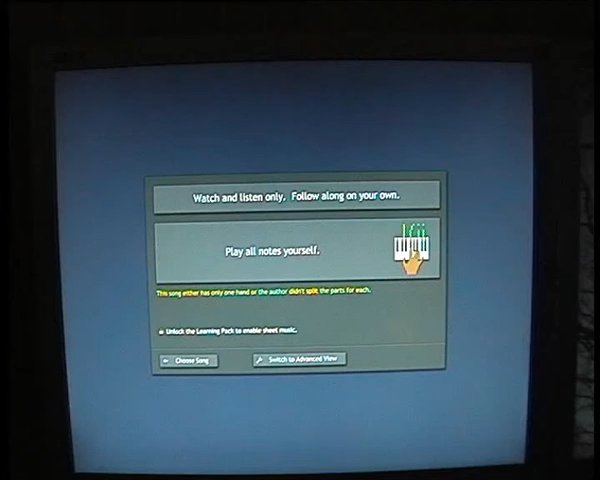 Watch and listen only. Follow along on your own.
Play all notes yourself.
This song either has only one hand or the author didn't split the parts for each.
Unlock the Learning Pack to enable sheet music.
Choose Song
Switch to Advanced View